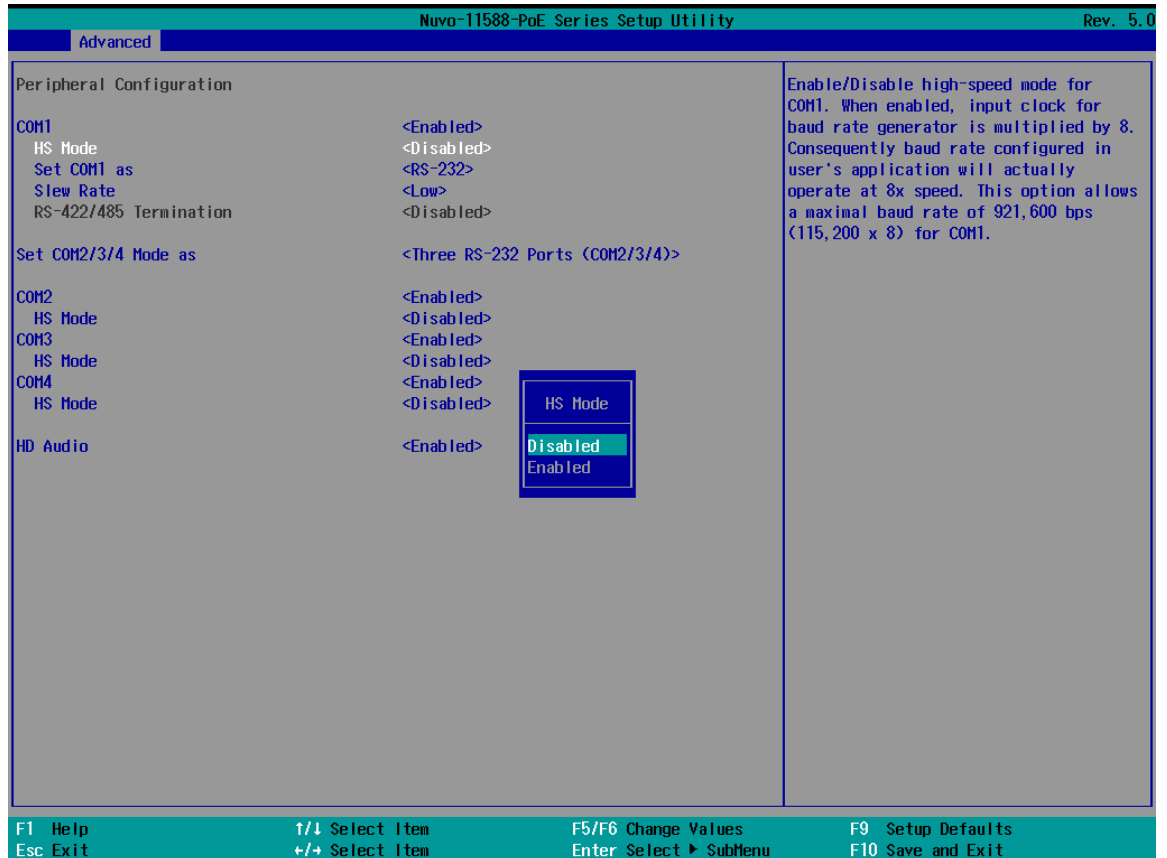 Nuvo-11588-PoE Series Setup Utility Rev. 5.0
Advanced
Peripheral Configuration
COM1 <Enabled>
HS Mode <Disabled>
Set COM1 as <RS-232>
Slew Rate <Low>
RS-422/485 Termination <Disabled>
Set COM2/3/4 Mode as <Three RS-232 Ports (COM2/3/4)>
COM2 <Enabled>
HS Mode <Disabled>
COM3 <Enabled>
HS Mode <Disabled>
COM4 <Enabled>
HS Mode <Disabled>
HD Audio <Enabled>
HS Mode
Disabled
Enabled
Enable/Disable high-speed mode for
COM1. When enabled, input clock for
baud rate generator is multiplied by 8.
Consequently baud rate configured in
user's application will actually
operate at 8x speed. This option allows
a maximal baud rate of 921,600 bps
(115,200 x 8) for COM1.
F1 Help ↑/↓ Select Item F5/F6 Change Values F9 Setup Defaults
Esc Exit ←/→ Select Item Enter Select ▶ SubMenu F10 Save and Exit